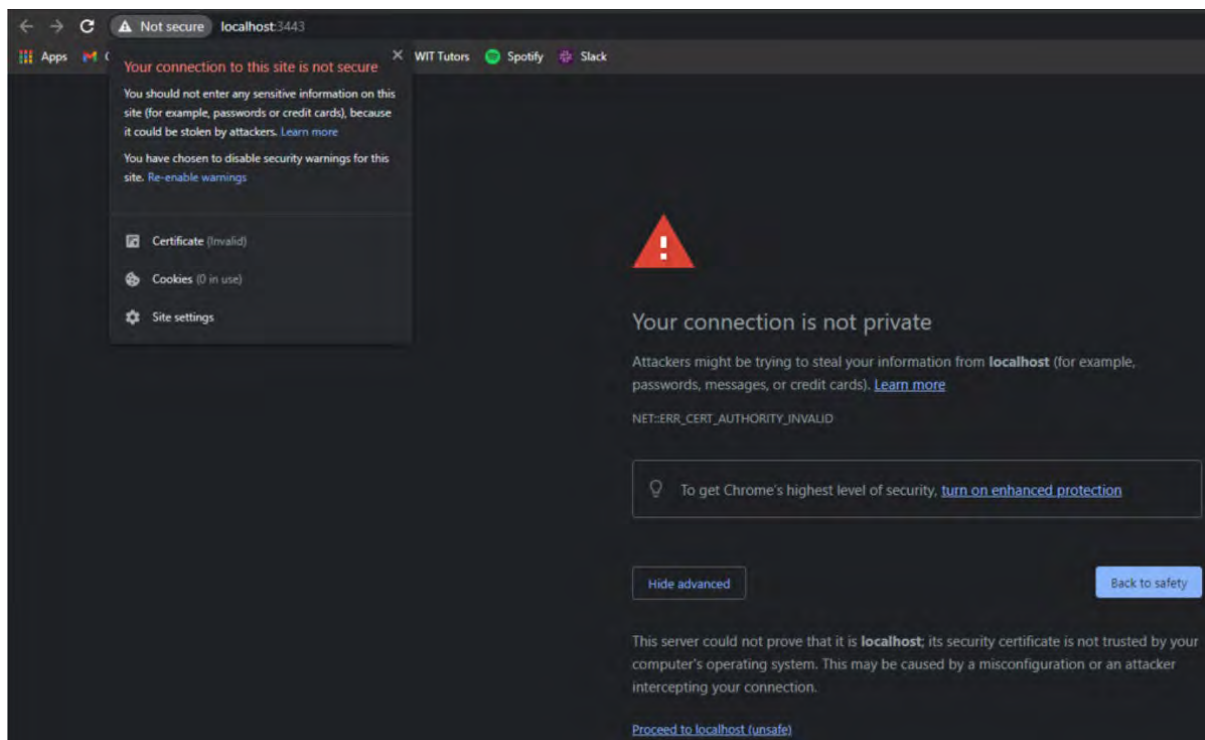 Not secure localhost:3443
Apps WIT Tutors Spotify Slack
Your connection to this site is not secure
You should not enter any sensitive information on this
site (for example, passwords or credit cards), because
it could be stolen by attackers. Learn more
You have chosen to disable security warnings for this
site. Re-enable warnings
Certificate (Invalid)
Cookies (0 in use)
Site settings
Your connection is not private
Attackers might be trying to steal your information from localhost (for example,
passwords, messages, or credit cards). Learn more
NET::ERR_CERT_AUTHORITY_INVALID
To get Chrome's highest level of security, turn on enhanced protection
Hide advanced
Back to safety
This server could not prove that it is localhost; its security certificate is not trusted by your
computer's operating system. This may be caused by a misconfiguration or an attacker
intercepting your connection.
Proceed to localhost (unsafe)